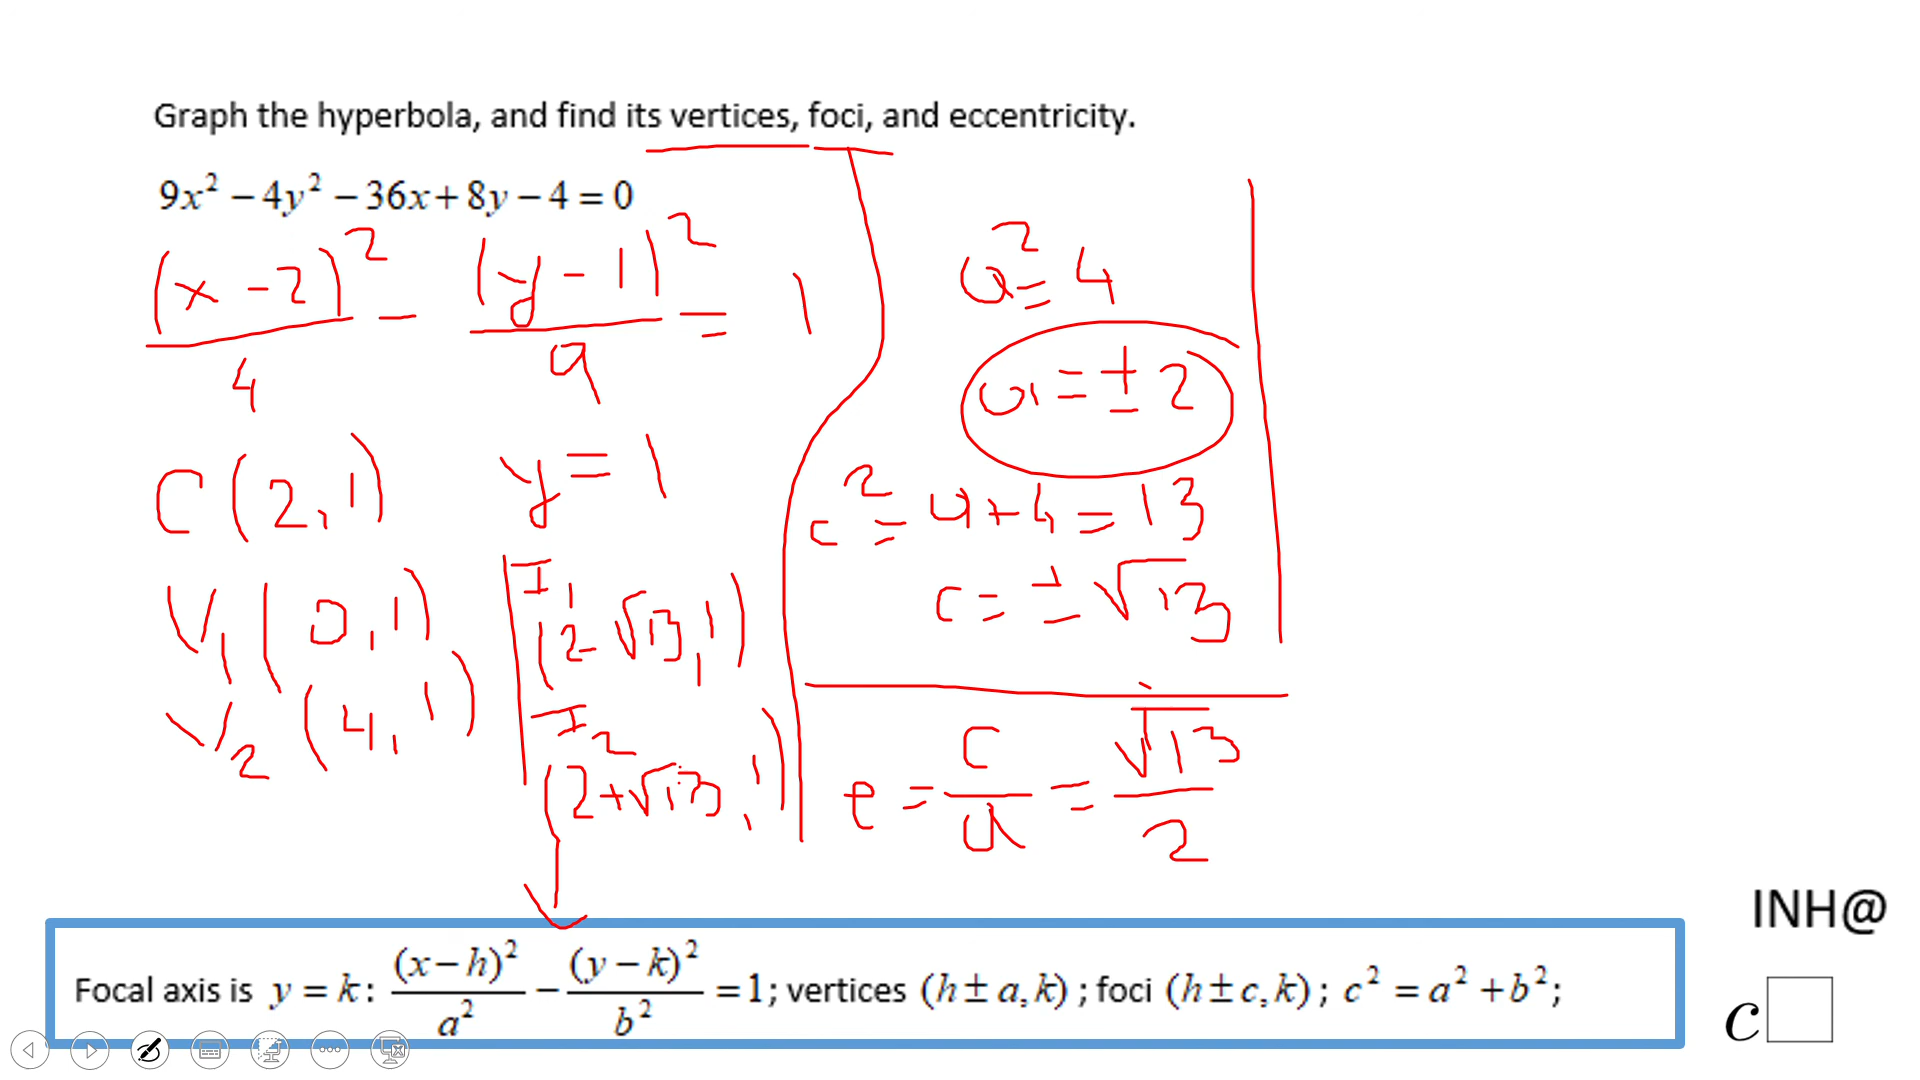 Graph the hyperbola, and find its vertices, foci, and eccentricity.
9x² − 4y² − 36x + 8y − 4 = 0
(x − 2)²/4 − (y − 1)²/9 = 1
C (2, 1)
y = 1
V₁ (0, 1)
V₂ (4, 1)
F₁
(2 − √13, 1)
F₂
(2 + √13, 1)
a² = 4
a = ± 2
c² = 9 + 4 = 13
c = ± √13
e = c/a = √13/2
Focal axis is y = k: (x − h)²/a² − (y − k)²/b² = 1; vertices (h ± a, k) ; foci (h ± c, k) ; c² = a² + b²;
INH@
c